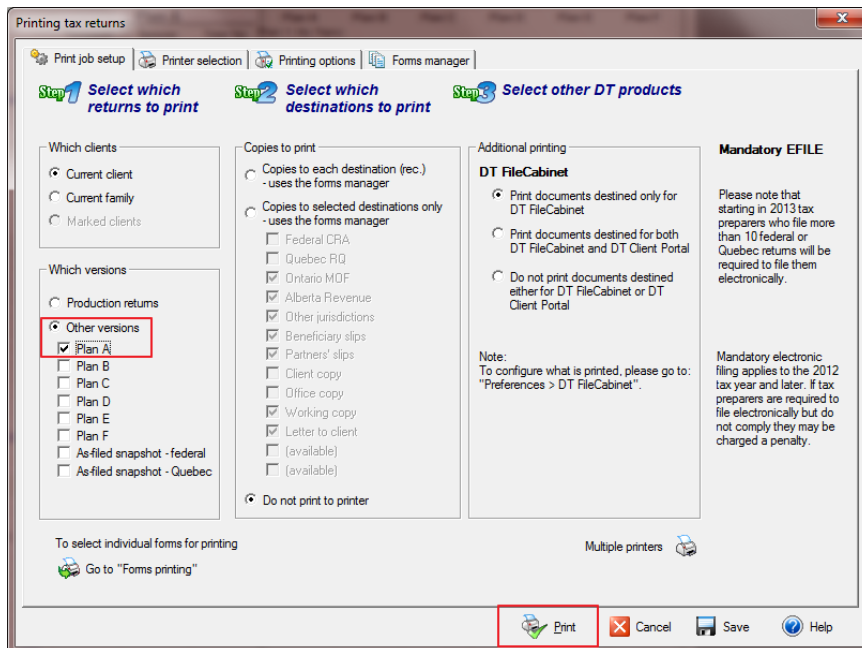 Printing tax returns
Print job setup
Printer selection
Printing options
Forms manager
Step 1 Select which
returns to print
Step 2 Select which
destinations to print
Step 3 Select other DT products
Which clients
Current client
Current family
Marked clients
Which versions
Production returns
Other versions
Plan A
Plan B
Plan C
Plan D
Plan E
Plan F
As-filed snapshot - federal
As-filed snapshot - Quebec
Copies to print
Copies to each destination (rec.)
- uses the forms manager
Copies to selected destinations only
- uses the forms manager
Federal CRA
Quebec RQ
Ontario MOF
Alberta Revenue
Other jurisdictions
Beneficiary slips
Partners' slips
Client copy
Office copy
Working copy
Letter to client
(available)
(available)
Do not print to printer
Additional printing
DT FileCabinet
Print documents destined only for
DT FileCabinet
Print documents destined for both
DT FileCabinet and DT Client Portal
Do not print documents destined
either for DT FileCabinet or DT
Client Portal
Note:
To configure what is printed, please go to:
"Preferences > DT FileCabinet".
Mandatory EFILE
Please note that
starting in 2013 tax
preparers who file more
than 10 federal or
Quebec returns will be
required to file them
electronically.
Mandatory electronic
filing applies to the 2012
tax year and later. If tax
preparers are required to
file electronically but do
not comply they may be
charged a penalty.
To select individual forms for printing
Go to "Forms printing"
Multiple printers
Print
Cancel
Save
Help